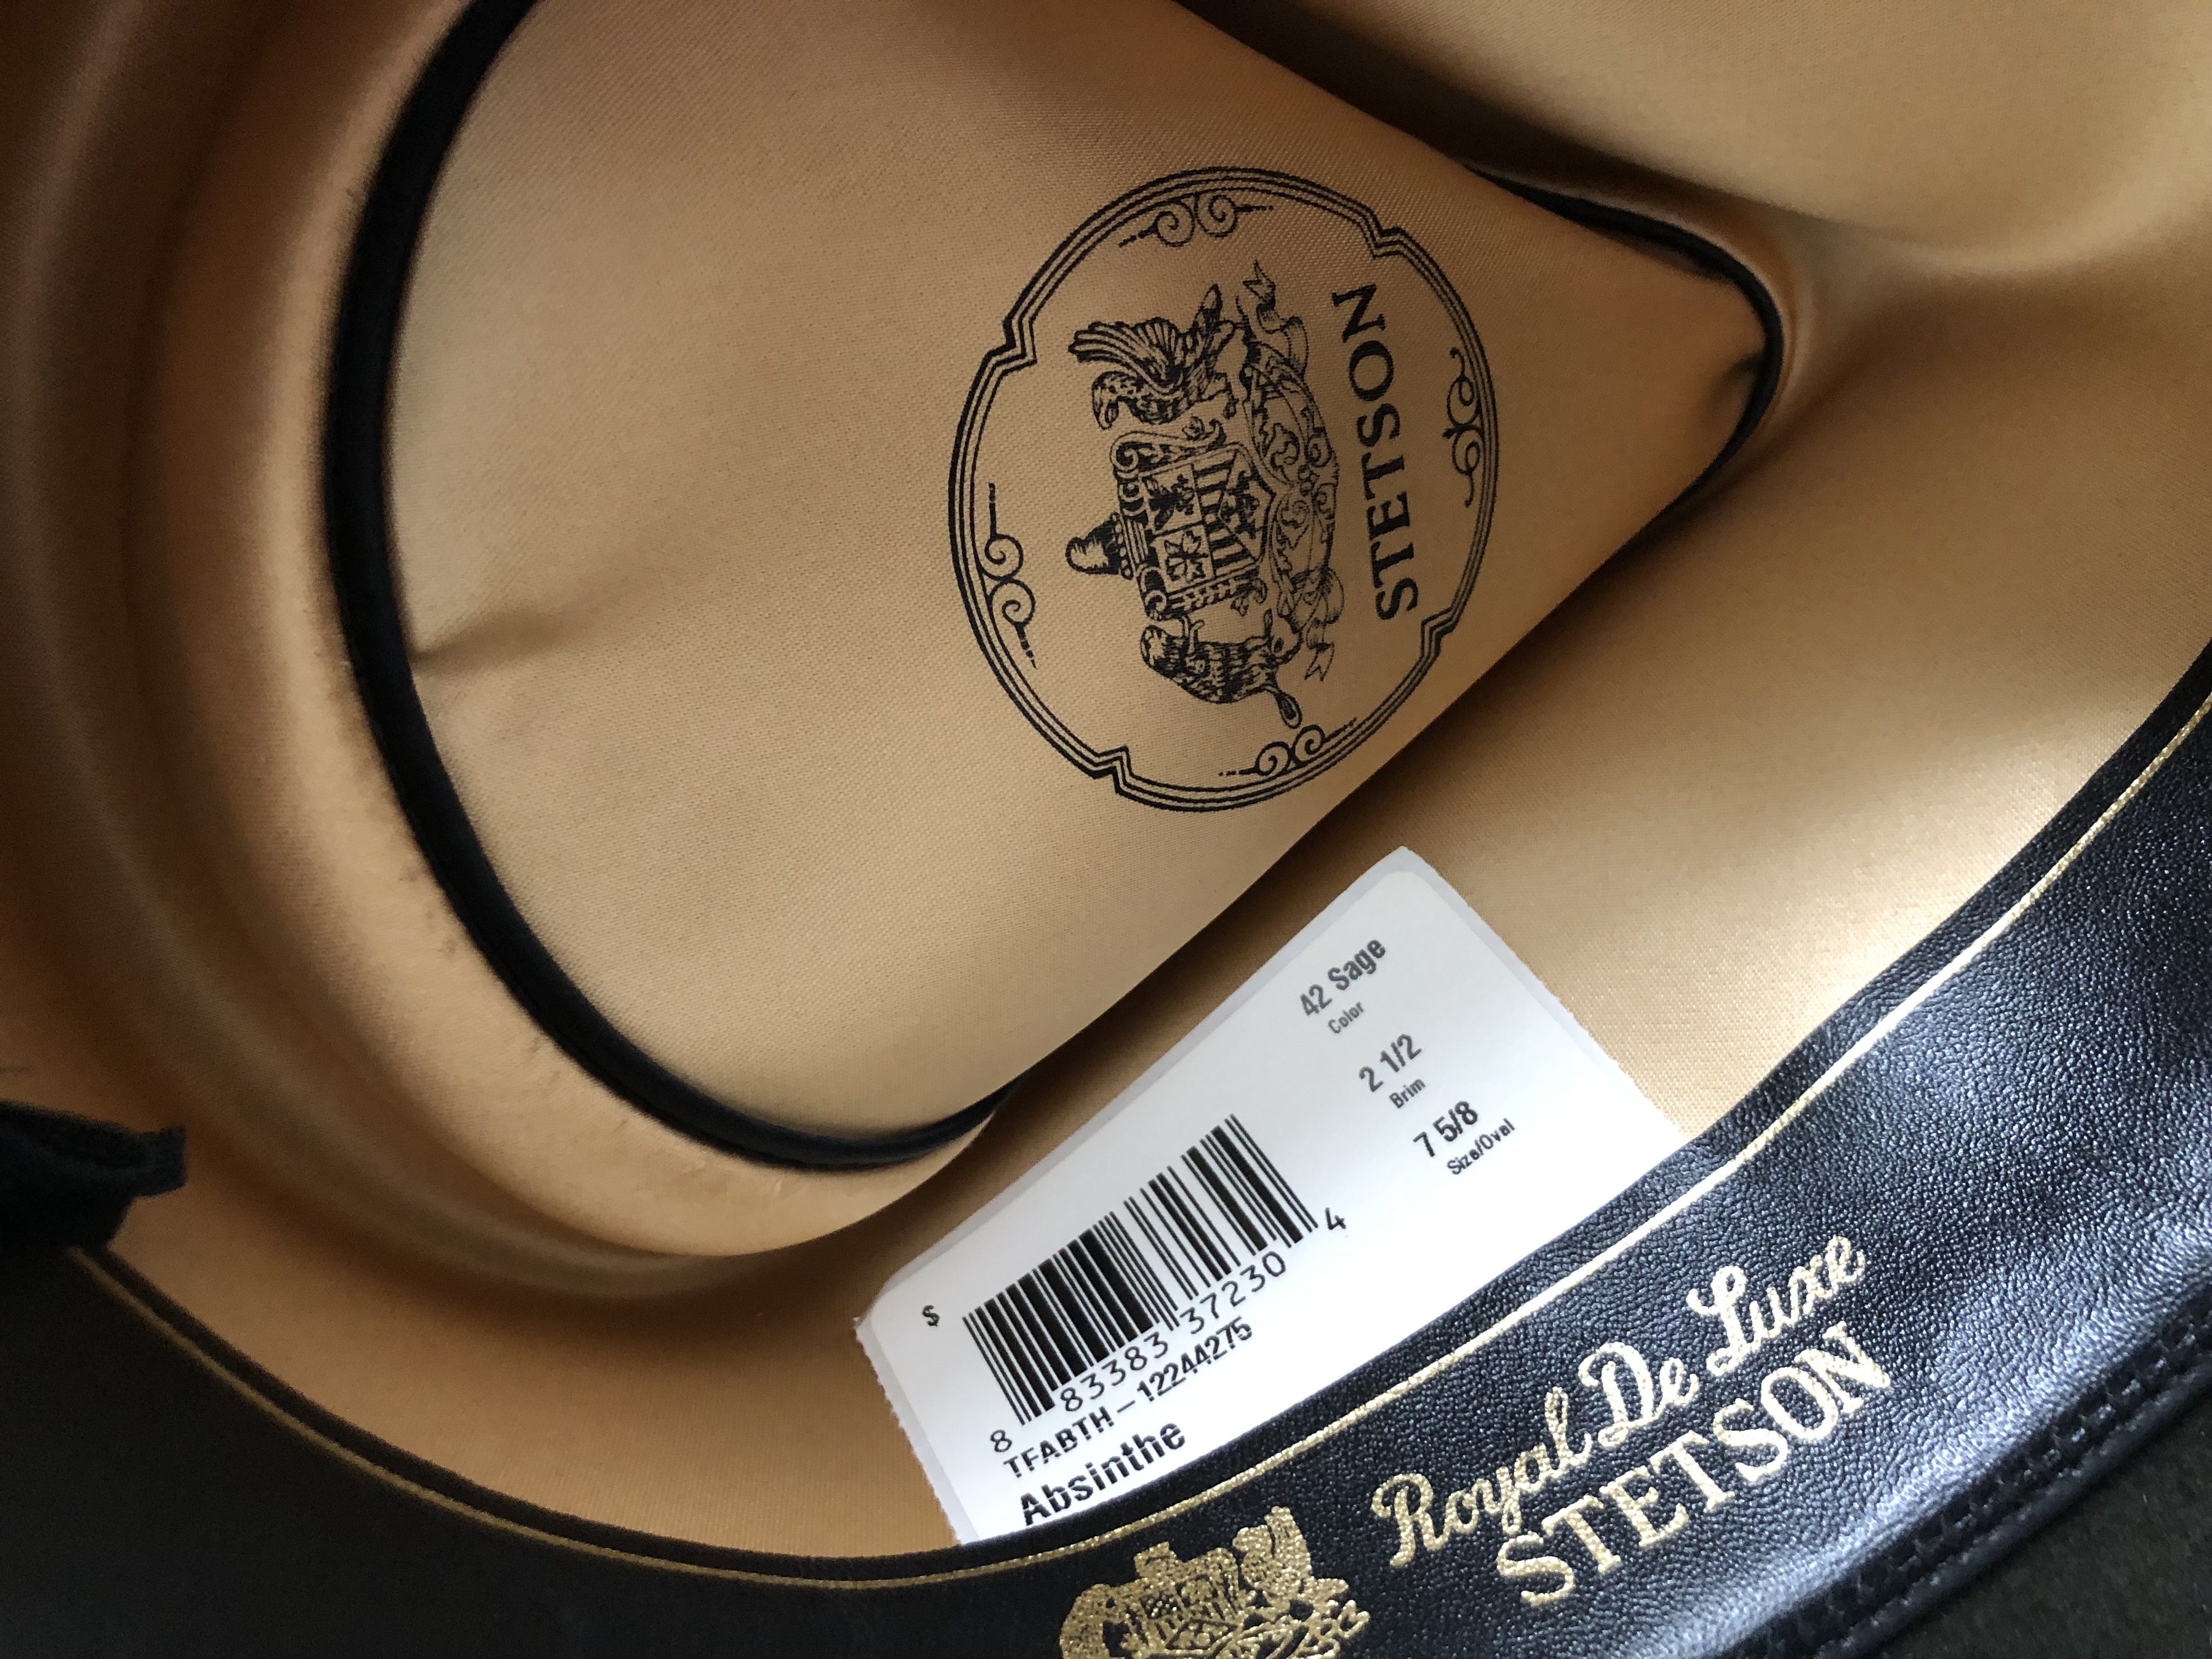 STETSON
42 Sage
Color
2 1/2
Brim
7 5/8
Size/Oval
$
8 83383 37230 4
TFABTH-12244275
Absinthe
Royal De Luxe
STETSON